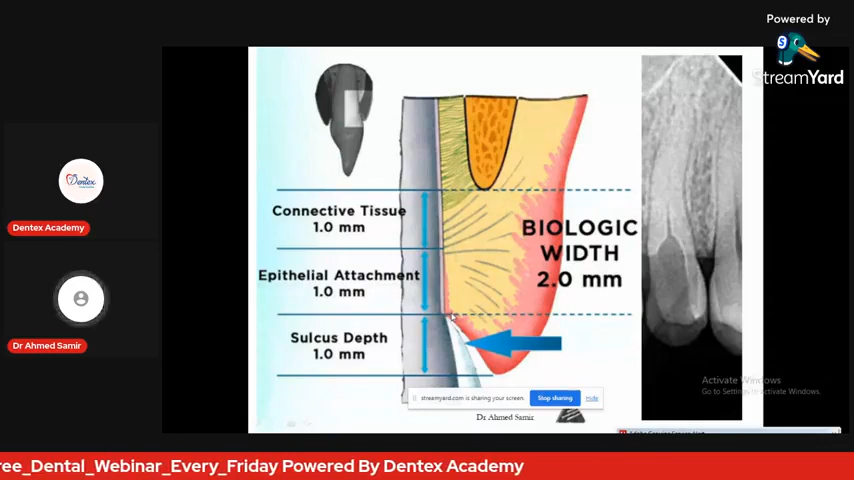 Powered by
S
StreamYard
Dentex
Dentex Academy
Dr Ahmed Samir
Connective Tissue
1.0 mm
Epithelial Attachment
1.0 mm
Sulcus Depth
1.0 mm
BIOLOGIC
WIDTH
2.0 mm
streamyard.com is sharing your screen.
Stop sharing
Hide
Dr Ahmed Samir
Activate Windows
Go to Settings to activate Windows.
ree_Dental_Webinar_Every_Friday Powered By Dentex Academy